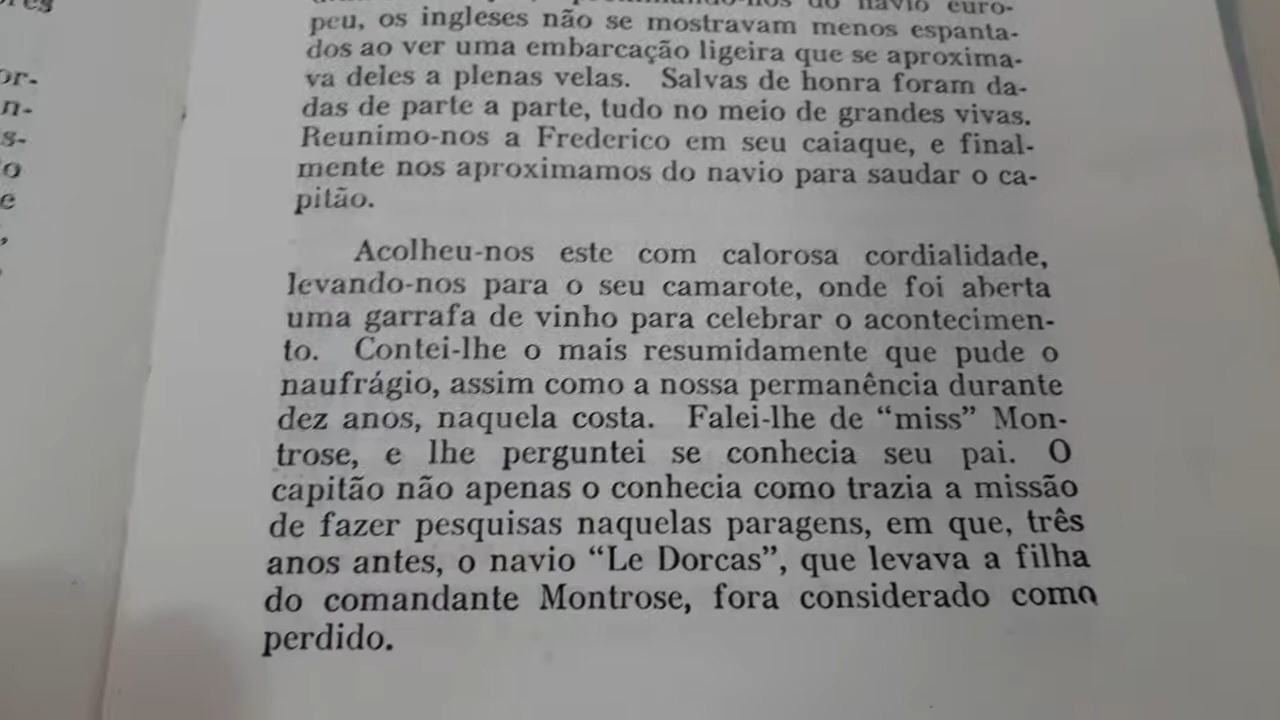 do navio euro-
peu, os ingleses não se mostravam menos espanta-
dos ao ver uma embarcação ligeira que se aproxima-
va deles a plenas velas. Salvas de honra foram da-
das de parte a parte, tudo no meio de grandes vivas.
Reunimo-nos a Frederico em seu caiaque, e final-
mente nos aproximamos do navio para saudar o ca-
pitão.
Acolheu-nos este com calorosa cordialidade,
levando-nos para o seu camarote, onde foi aberta
uma garrafa de vinho para celebrar o acontecimen-
to. Contei-lhe o mais resumidamente que pude o
naufrágio, assim como a nossa permanência durante
dez anos, naquela costa. Falei-lhe de “miss” Mon-
trose, e lhe perguntei se conhecia seu pai. O
capitão não apenas o conhecia como trazia a missão
de fazer pesquisas naquelas paragens, em que, três
anos antes, o navio “Le Dorcas”, que levava a filha
do comandante Montrose, fora considerado como
perdido.